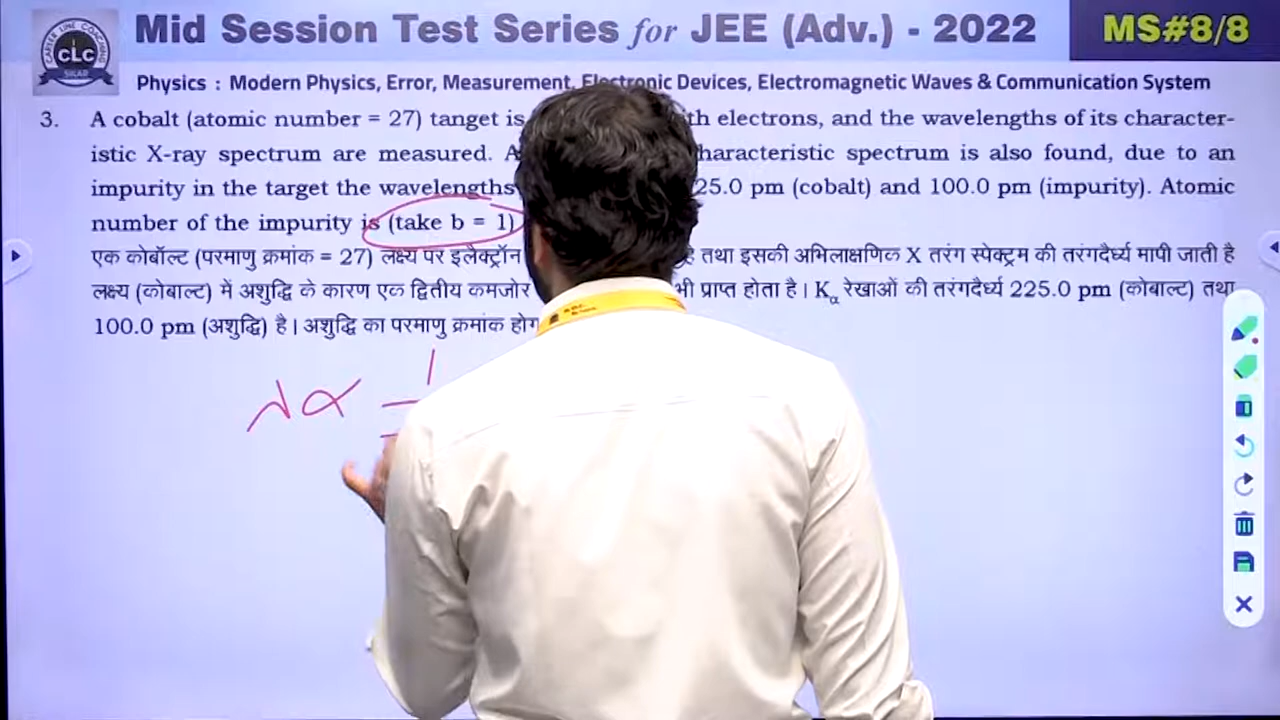 Mid Session Test Series for JEE (Adv.) - 2022
MS#8/8
CAREER LINE COACHING
CLC
SIKAR
Physics : Modern Physics, Error, Measurement, Electronic Devices, Electromagnetic Waves & Communication System
3. A cobalt (atomic number = 27) tanget is th electrons, and the wavelengths of its character-
istic X-ray spectrum are measured. A haracteristic spectrum is also found, due to an
impurity in the target the wavelengths 25.0 pm (cobalt) and 100.0 pm (impurity). Atomic
number of the impurity is (take b = 1)
एक कोबॉल्ट (परमाणु क्रमांक = 27) लक्ष्य पर इलैक्ट्रॉन है तथा इसकी अभिलाक्षणिक X तरंग स्पेक्ट्रम की तरंगदैर्ध्य मापी जाती है
लक्ष्य (कोबाल्ट) में अशुद्धि के कारण एक द्वितीय कमजोर भी प्राप्त होता है। Kα रेखाओं की तरंगदैर्ध्य 225.0 pm (कोबाल्ट) तथा
100.0 pm (अशुद्धि) है। अशुद्धि का परमाणु क्रमांक
λ ∝ 1